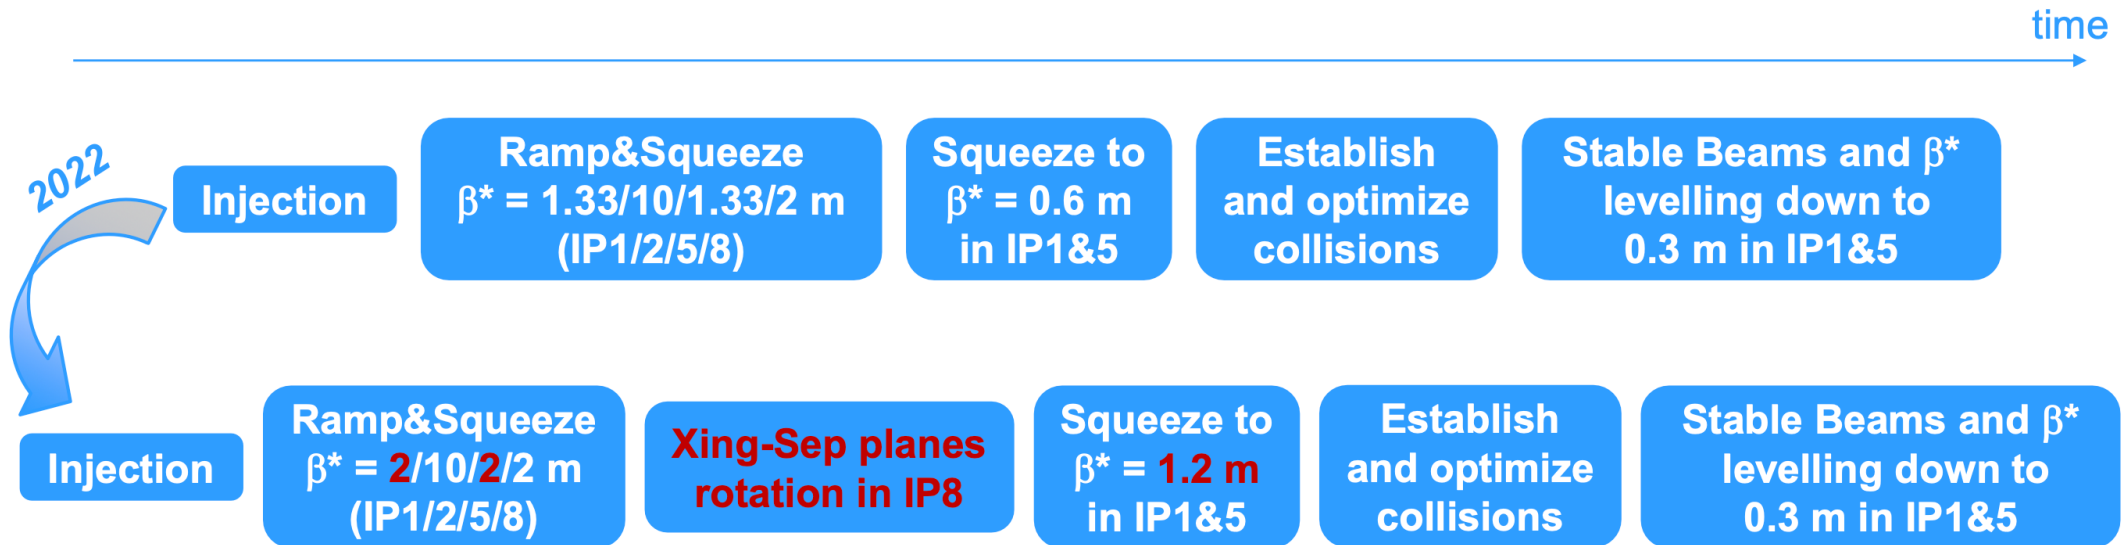 time
2022
Injection
Ramp&Squeeze
β* = 1.33/10/1.33/2 m
(IP1/2/5/8)
Squeeze to
β* = 0.6 m
in IP1&5
Establish
and optimize
collisions
Stable Beams and β*
levelling down to
0.3 m in IP1&5
Injection
Ramp&Squeeze
β* = 2/10/2/2 m
(IP1/2/5/8)
Xing-Sep planes
rotation in IP8
Squeeze to
β* = 1.2 m
in IP1&5
Establish
and optimize
collisions
Stable Beams and β*
levelling down to
0.3 m in IP1&5